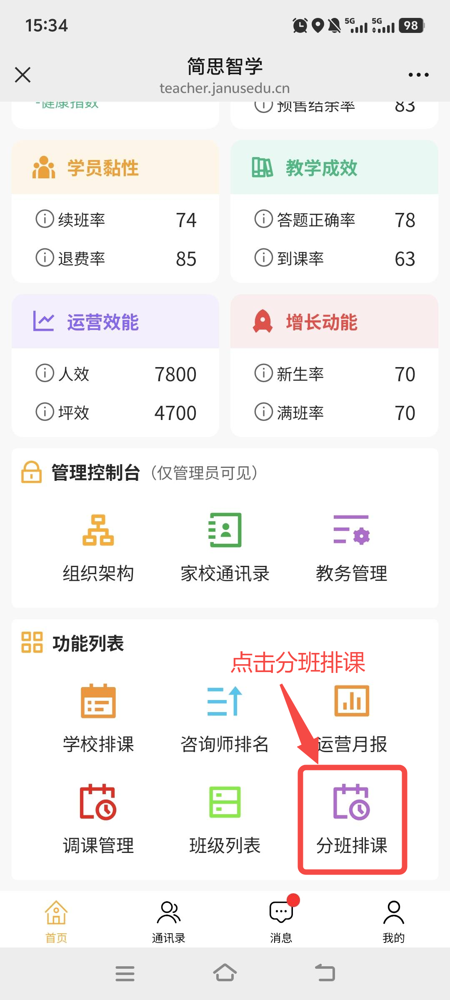 15:34
5G 5G 98
简思智学
teacher.janusedu.cn
-健康指数
预售结余率 83
学员黏性
教学成效
续班率 74
答题正确率 78
退费率 85
到课率 63
运营效能
增长动能
人效 7800
新生率 70
坪效 4700
满班率 70
管理控制台（仅管理员可见）
组织架构 家校通讯录 教务管理
功能列表
点击分班排课
学校排课 咨询师排名 运营月报
调课管理 班级列表 分班排课
首页 通讯录 消息 我的